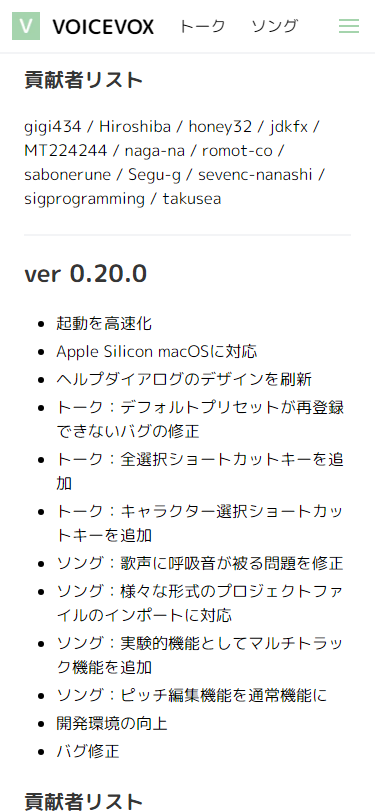 V VOICEVOX トーク ソング
貢献者リスト
gigi434 / Hiroshiba / honey32 / jdkfx /
MT224244 / naga-na / romot-co /
sabonerune / Segu-g / sevenc-nanashi /
sigprogramming / takusea
ver 0.20.0
起動を高速化
Apple Silicon macOSに対応
ヘルプダイアログのデザインを刷新
トーク：デフォルトプリセットが再登録
できないバグの修正
トーク：全選択ショートカットキーを追
加
トーク：キャラクター選択ショートカッ
トキーを追加
ソング：歌声に呼吸音が被る問題を修正
ソング：様々な形式のプロジェクトファ
イルのインポートに対応
ソング：実験的機能としてマルチトラッ
ク機能を追加
ソング：ピッチ編集機能を通常機能に
開発環境の向上
バグ修正
貢献者リスト